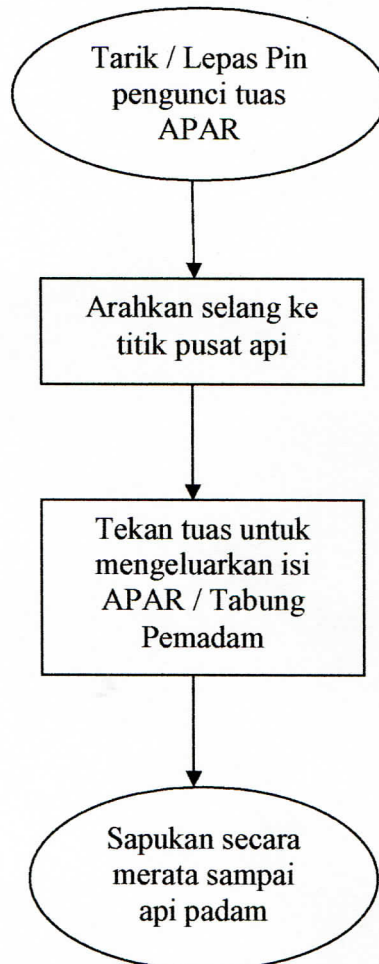 Tarik / Lepas Pin
pengunci tuas
APAR
Arahkan selang ke
titik pusat api
Tekan tuas untuk
mengeluarkan isi
APAR / Tabung
Pemadam
Sapukan secara
merata sampai
api padam